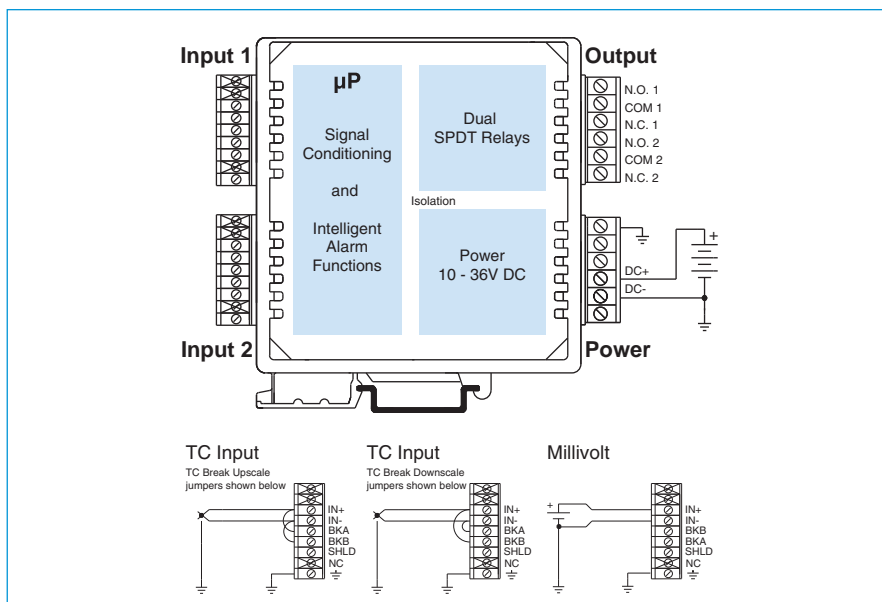 Input 1
Output
µP
Signal
Conditioning
and
Intelligent
Alarm
Functions
Dual
SPDT Relays
Isolation
Power
10 - 36V DC
N.O. 1
COM 1
N.C. 1
N.O. 2
COM 2
N.C. 2
+
DC+
DC-
Input 2
Power
TC Input
TC Break Upscale
jumpers shown below
IN+
IN-
BKA
BKB
SHLD
NC
TC Input
TC Break Downscale
jumpers shown below
IN+
IN-
BKA
BKB
SHLD
NC
Millivolt
+
IN+
IN-
BKB
BKA
SHLD
NC